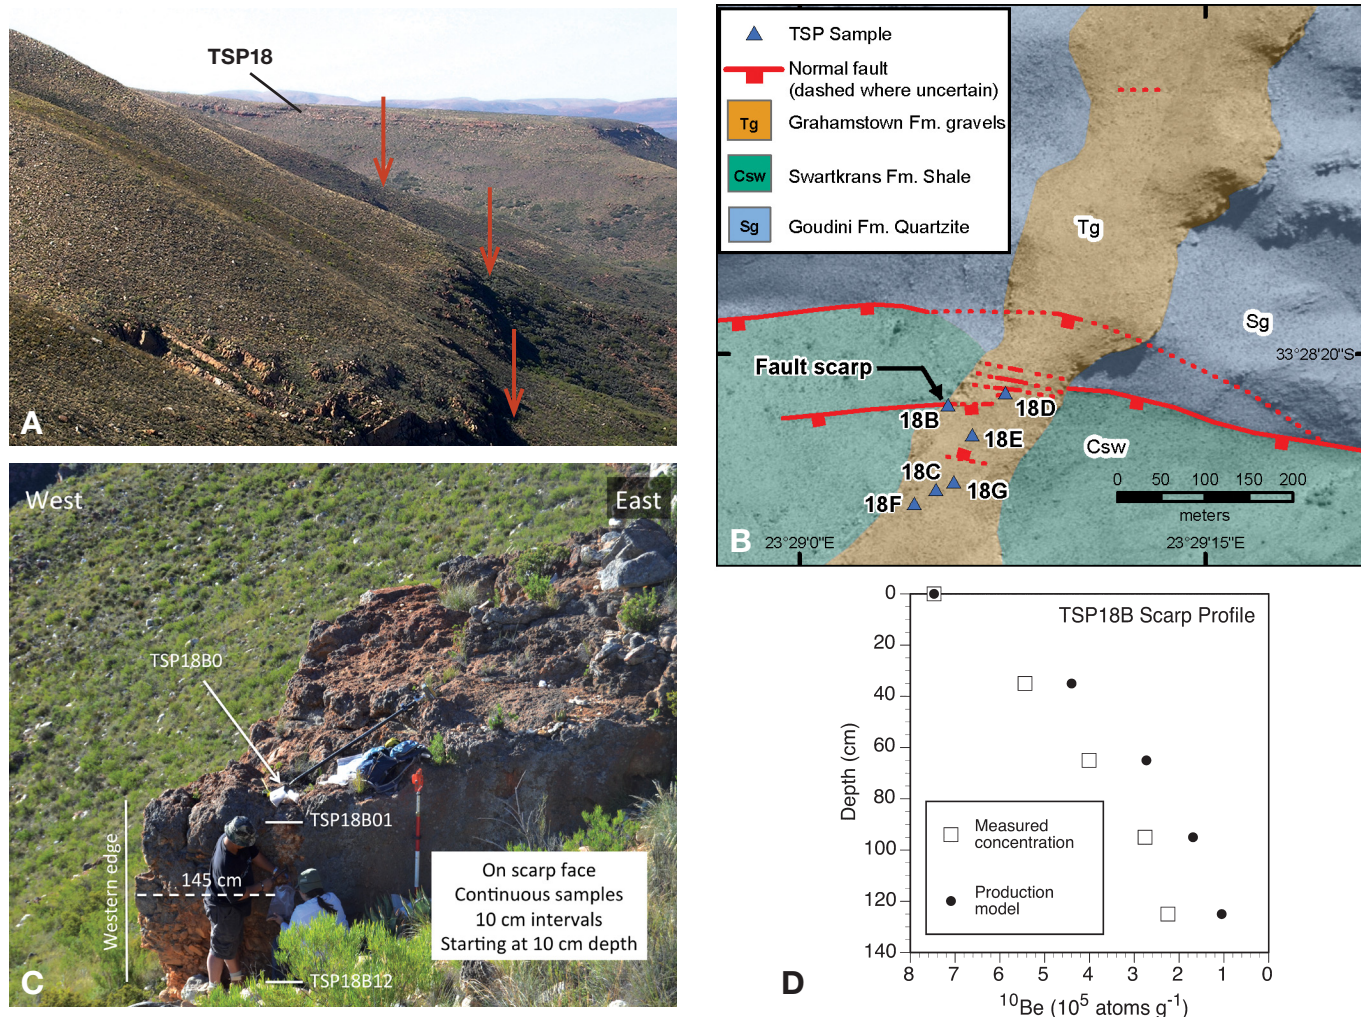 TSP18
A
TSP Sample
Normal fault
(dashed where uncertain)
Tg
Grahamstown Fm. gravels
Csw
Swartkrans Fm. Shale
Sg
Goudini Fm. Quartzite
Tg
Sg
33°28'20"S
Fault scarp
18B
18D
18E
Csw
18C
18G
18F
0 50 100 150 200
meters
B
23°29'0"E
23°29'15"E
West
East
TSP18B0
TSP18B01
145 cm
Western edge
On scarp face
Continuous samples
10 cm intervals
Starting at 10 cm depth
TSP18B12
C
TSP18B Scarp Profile
0
20
40
60
80
100
120
140
Depth (cm)
Measured
concentration
Production
model
8 7 6 5 4 3 2 1 0
¹⁰Be (10⁵ atoms g⁻¹)
D